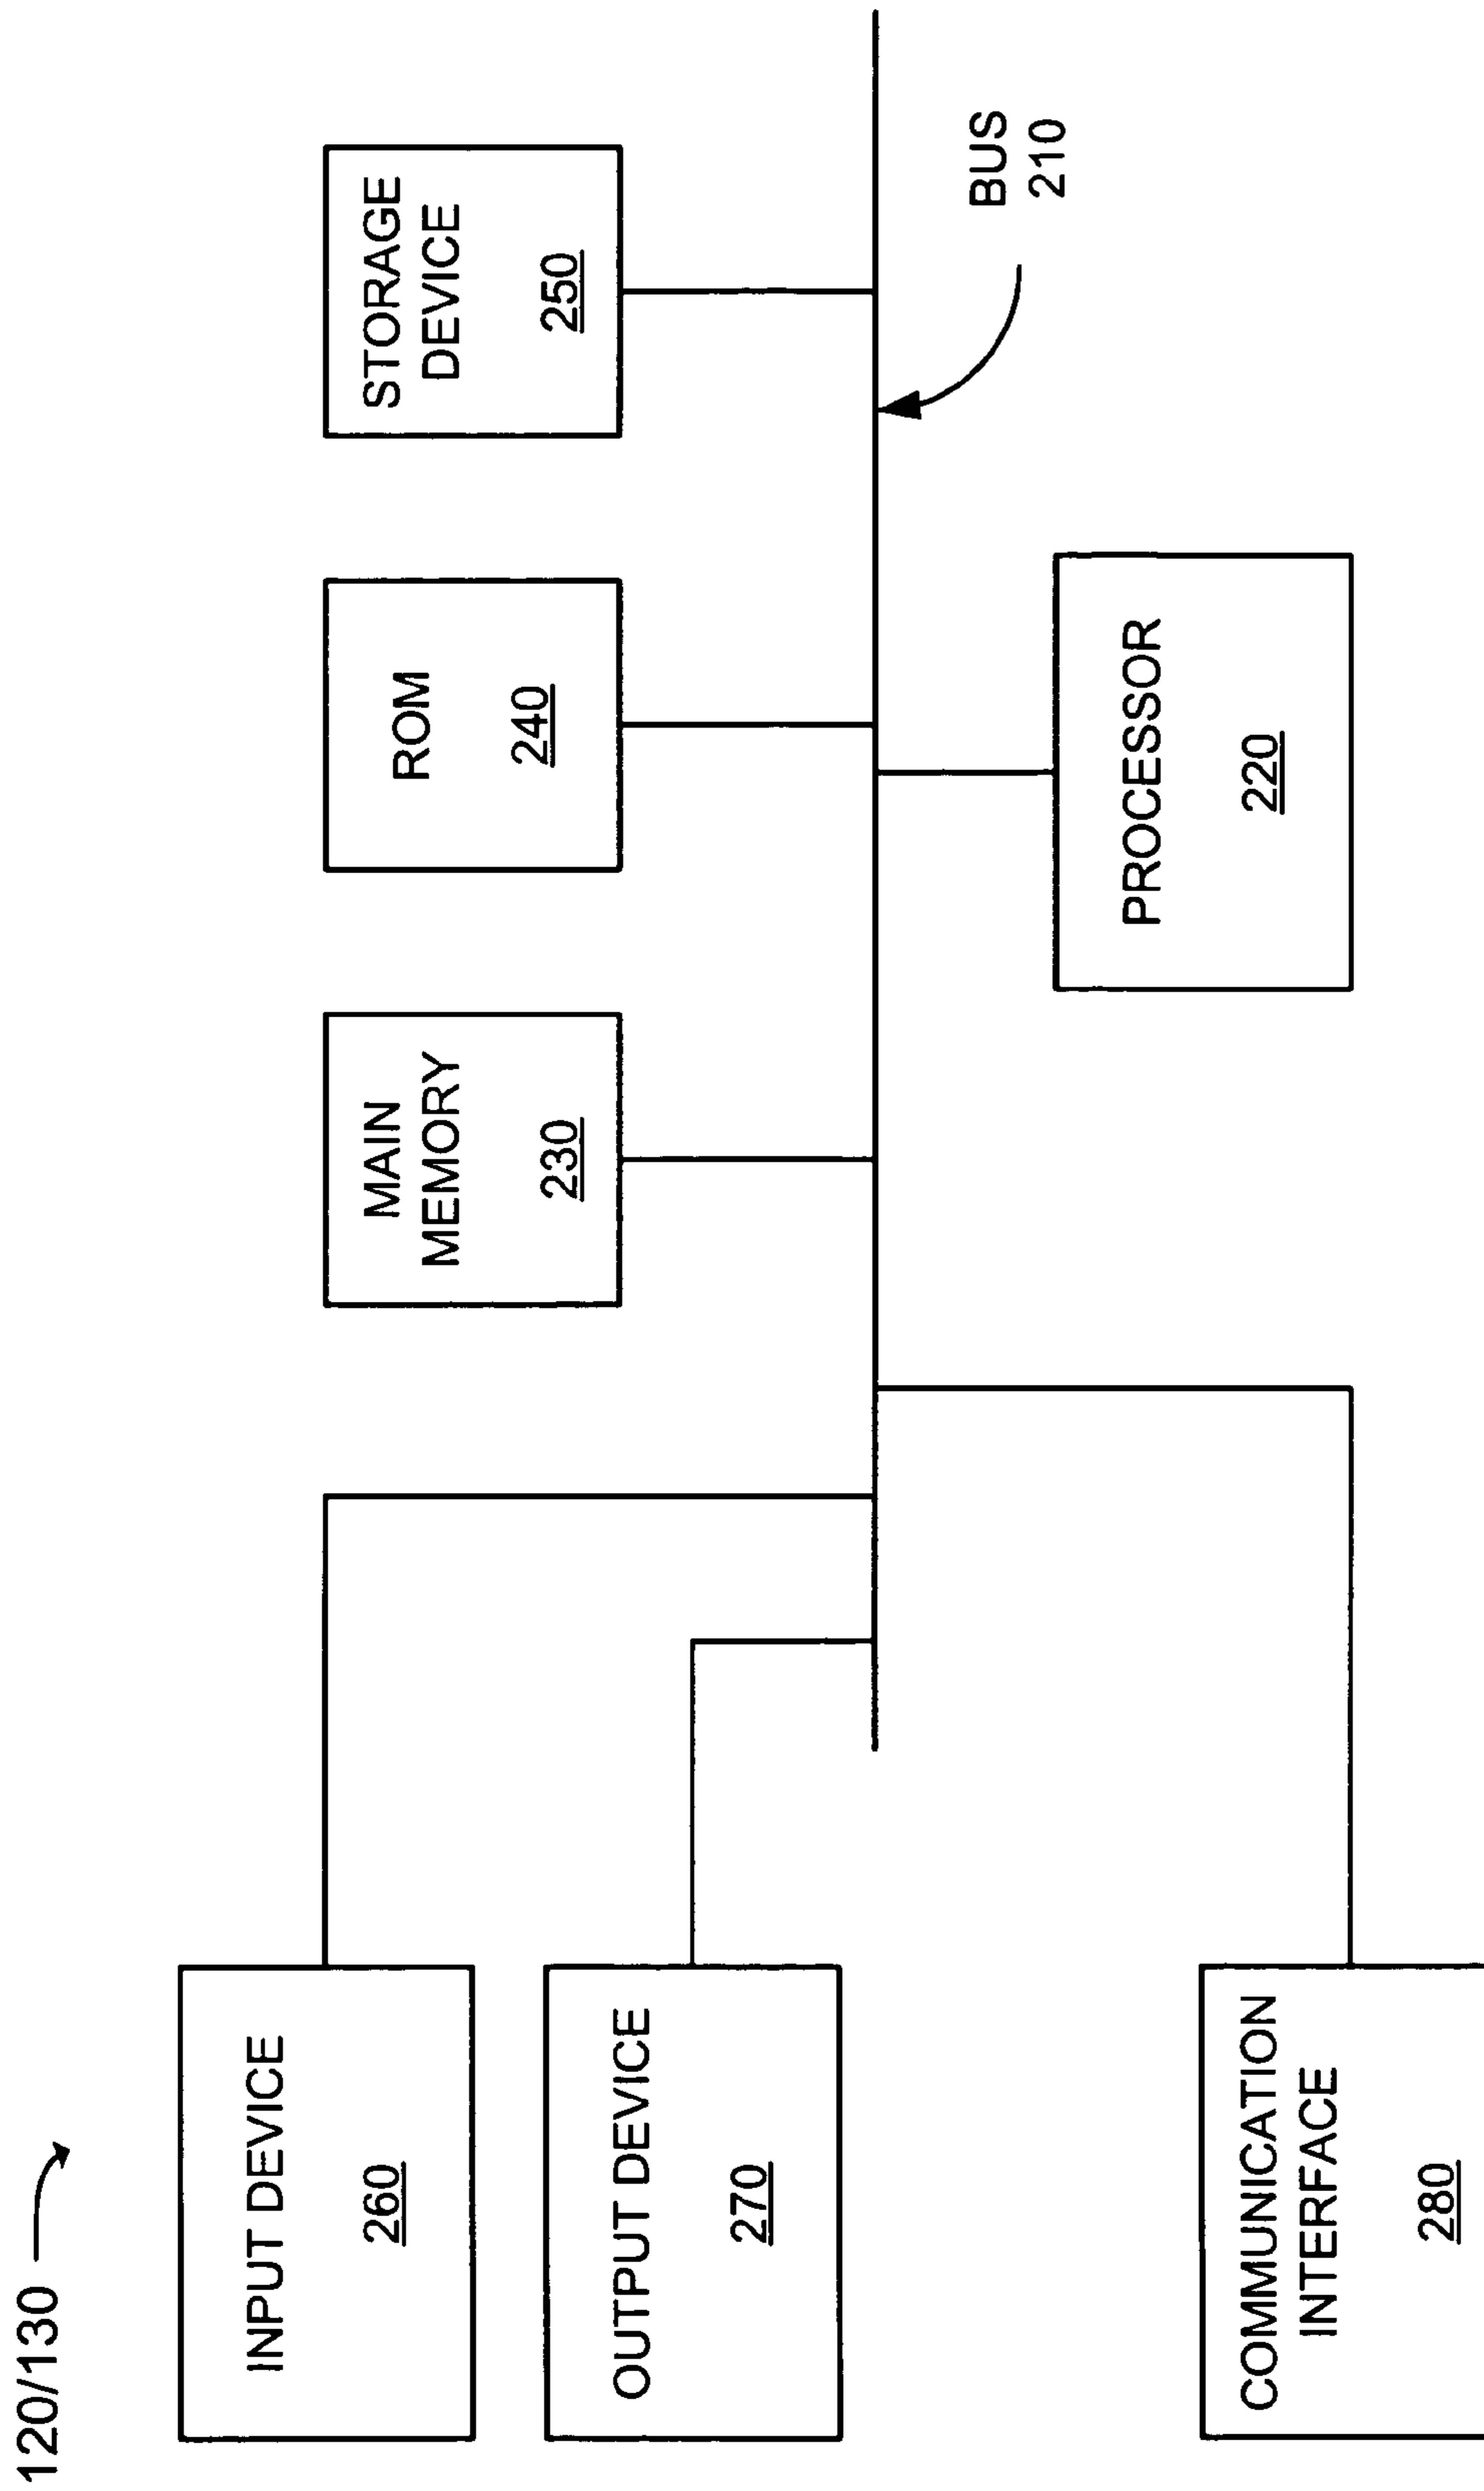 120/130
INPUT DEVICE
260
OUTPUT DEVICE
270
COMMUNICATION
INTERFACE
280
MAIN
MEMORY
230
ROM
240
STORAGE
DEVICE
250
PROCESSOR
220
BUS
210